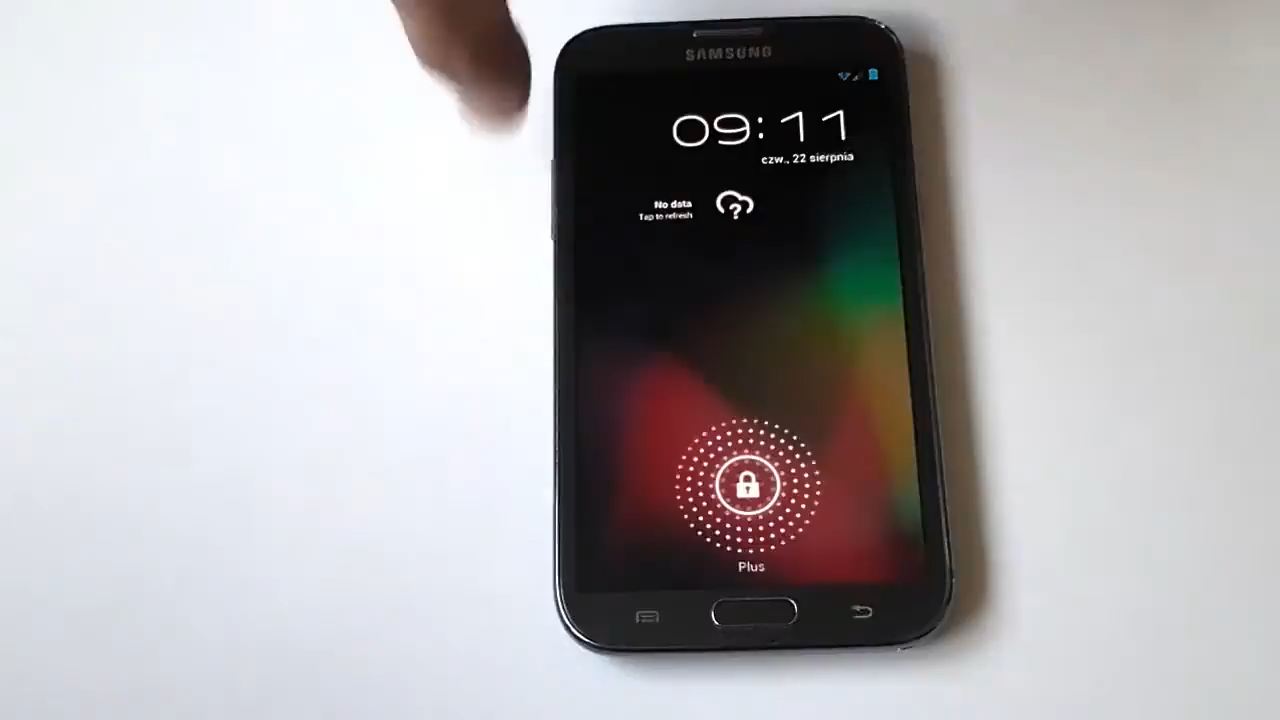 SAMSUNG
09:11
czw., 22 sierpnia
No data
Tap to refresh
?
Plus